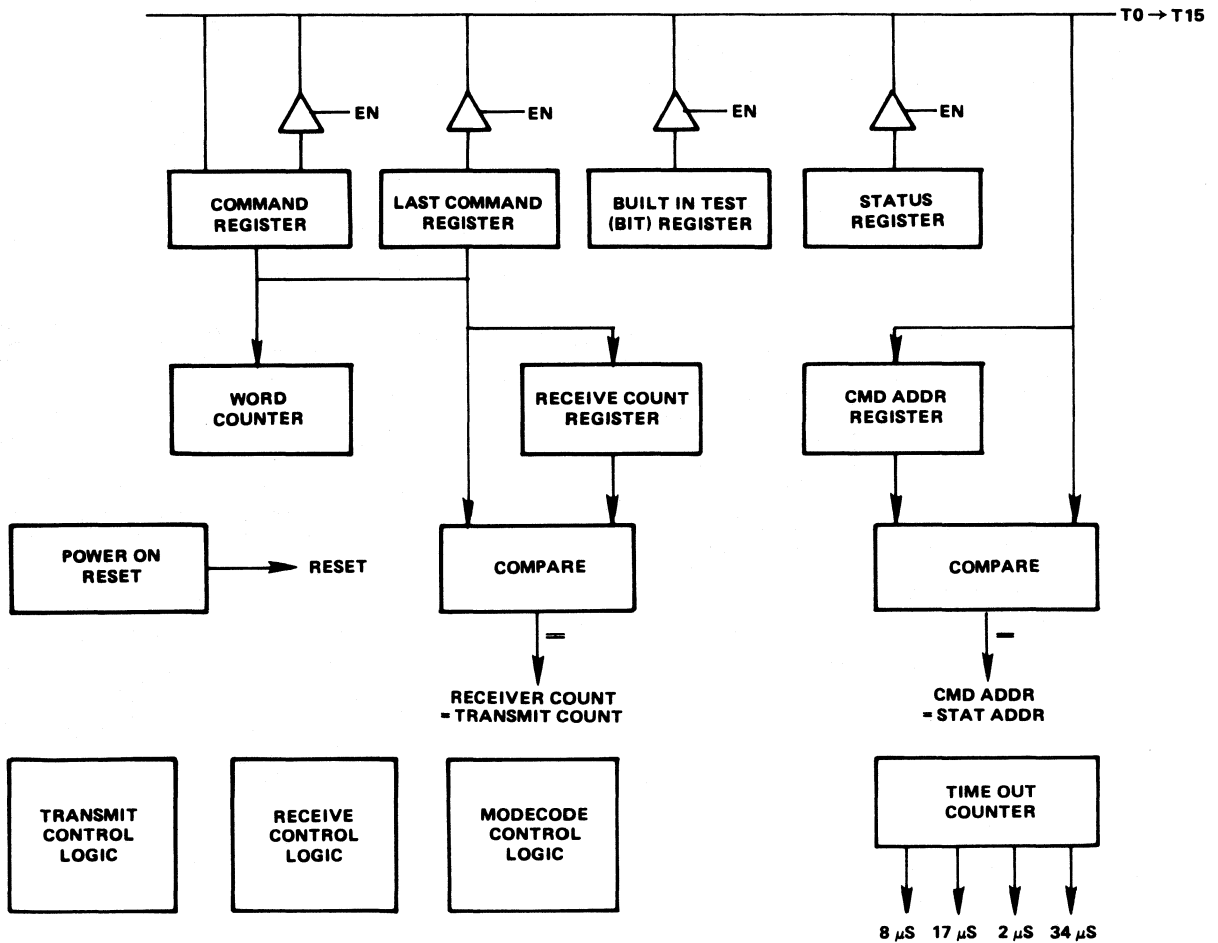 T0 → T15
EN
EN
EN
EN
COMMAND
REGISTER
LAST COMMAND
REGISTER
BUILT IN TEST
(BIT) REGISTER
STATUS
REGISTER
WORD
COUNTER
RECEIVE COUNT
REGISTER
CMD ADDR
REGISTER
POWER ON
RESET
RESET
COMPARE
COMPARE
=
RECEIVER COUNT
= TRANSMIT COUNT
=
CMD ADDR
= STAT ADDR
TRANSMIT
CONTROL
LOGIC
RECEIVE
CONTROL
LOGIC
MODECODE
CONTROL
LOGIC
TIME OUT
COUNTER
8 μS 17 μS 2 μS 34 μS